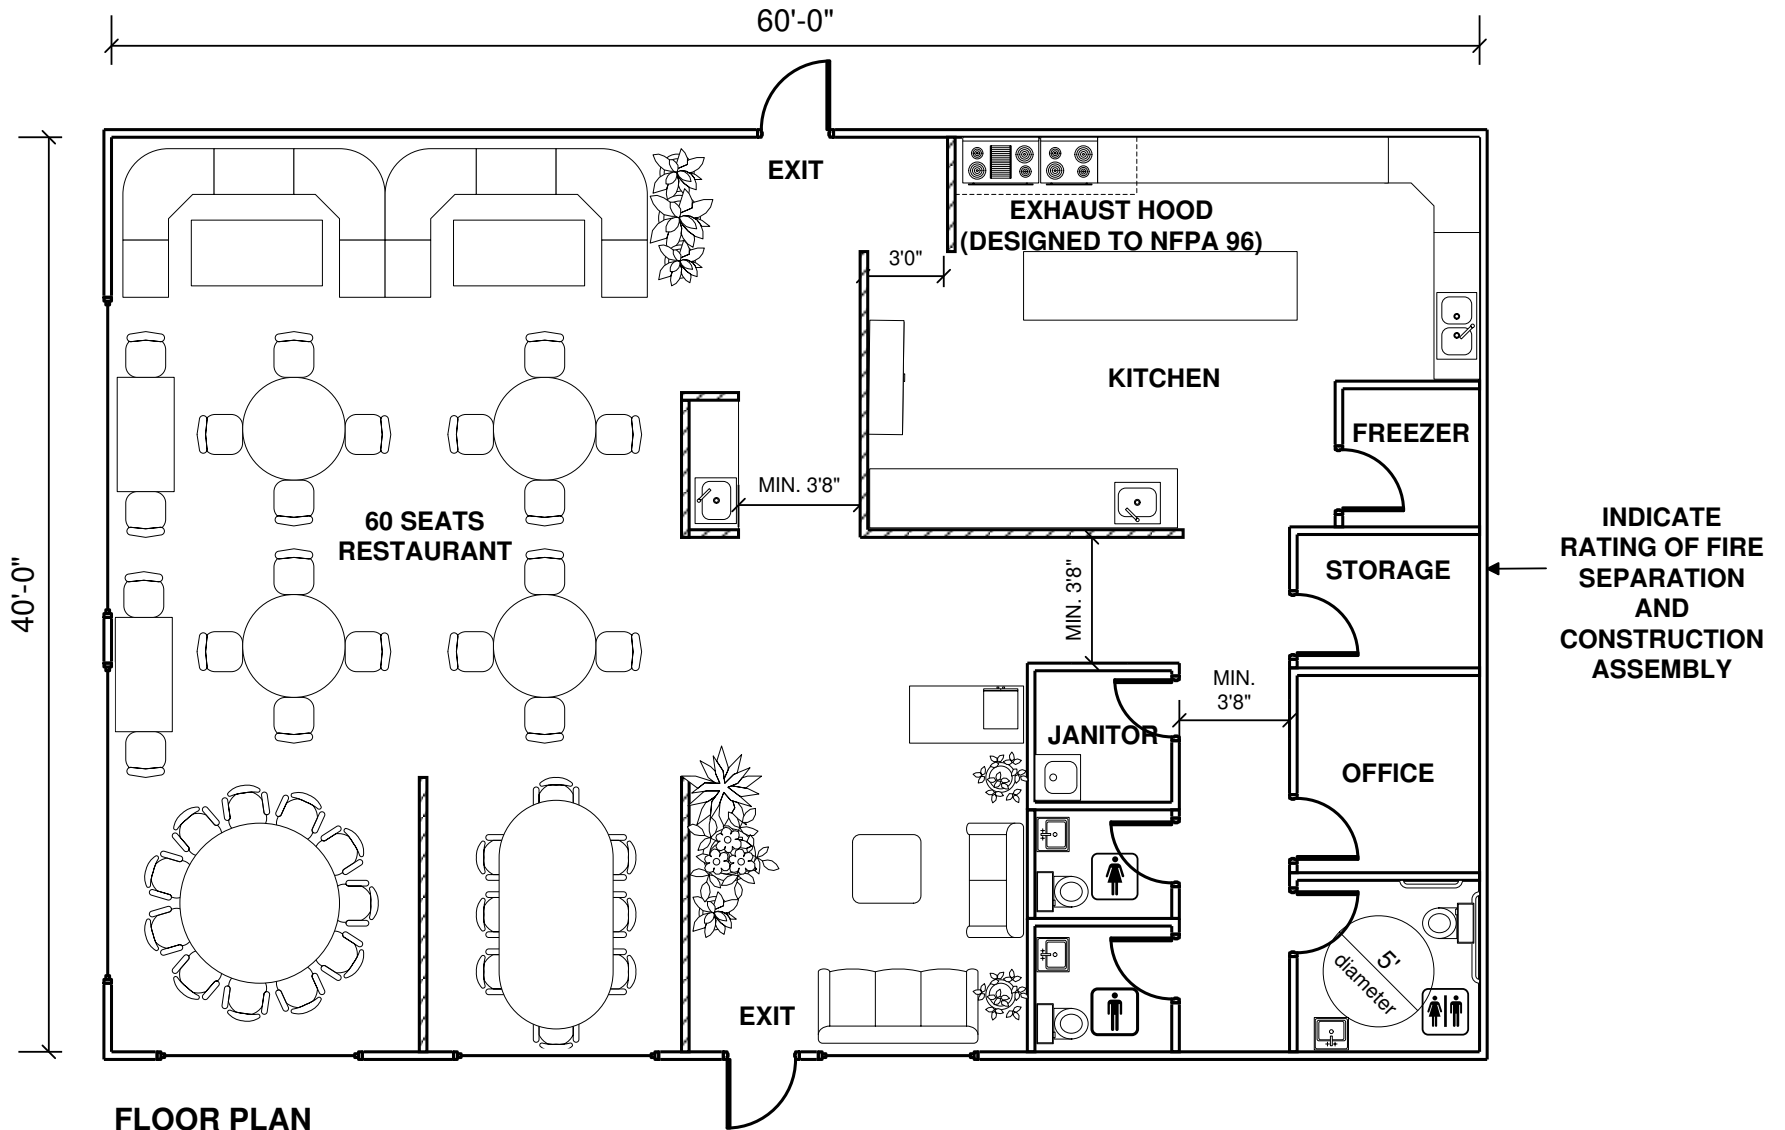 60'-0"
EXIT
EXHAUST HOOD
(DESIGNED TO NFPA 96)
3'0"
KITCHEN
FREEZER
MIN. 3'8"
60 SEATS
RESTAURANT
40'-0"
INDICATE
RATING OF FIRE
SEPARATION
AND
CONSTRUCTION
ASSEMBLY
STORAGE
MIN. 3'8"
MIN.
3'8"
JANITOR
OFFICE
5'
diameter
EXIT
FLOOR PLAN